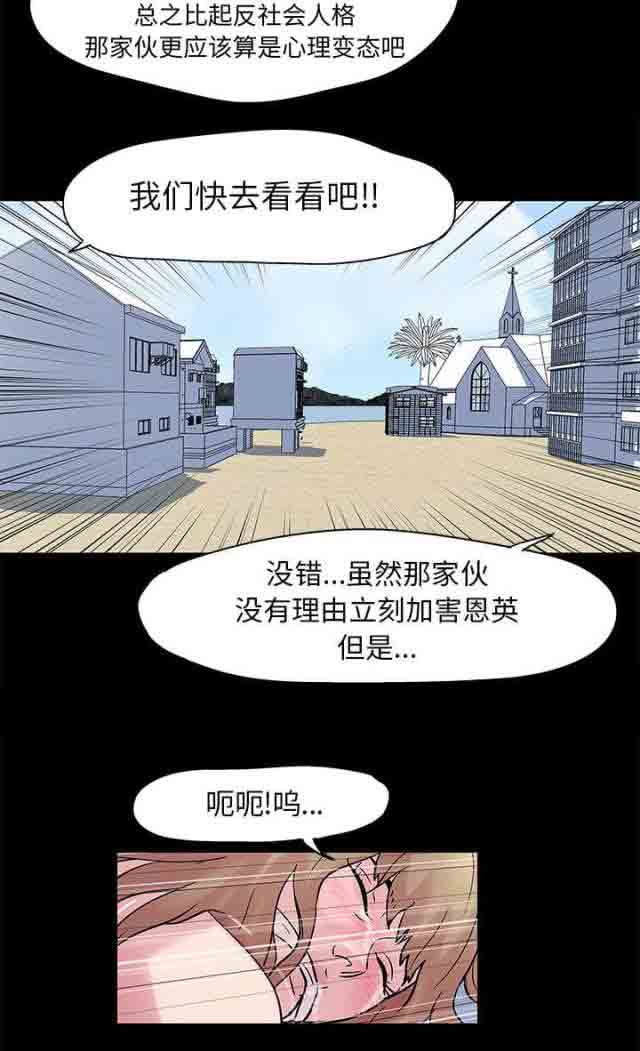 总之比起反社会人格
那家伙更应该算是心理变态吧
我们快去看看吧!!
没错...虽然那家伙
没有理由立刻加害恩英
但是...
呃呃!呜...